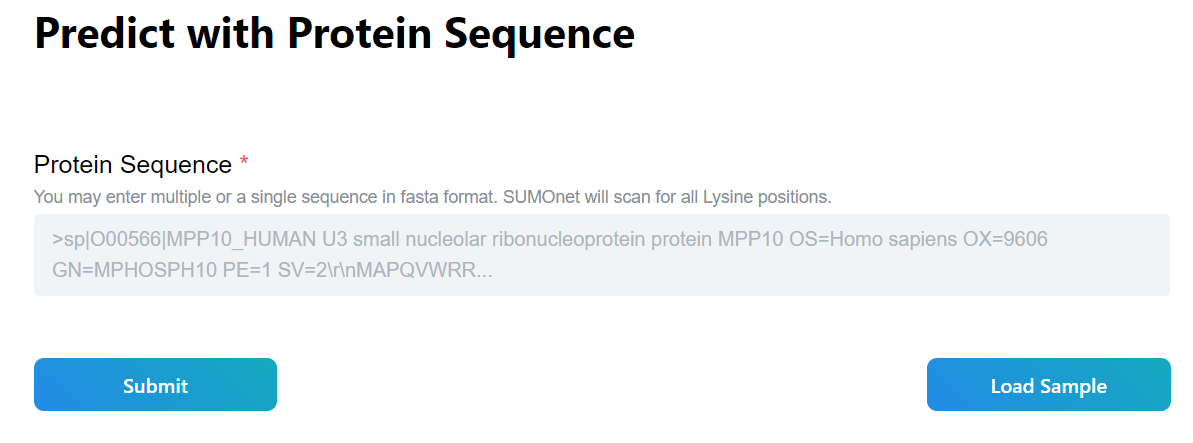 Predict with Protein Sequence
Protein Sequence *
You may enter multiple or a single sequence in fasta format. SUMOnet will scan for all Lysine positions.
>sp|O00566|MPP10_HUMAN U3 small nucleolar ribonucleoprotein protein MPP10 OS=Homo sapiens OX=9606
GN=MPHOSPH10 PE=1 SV=2\r\nMAPQVWRR...
Submit
Load Sample